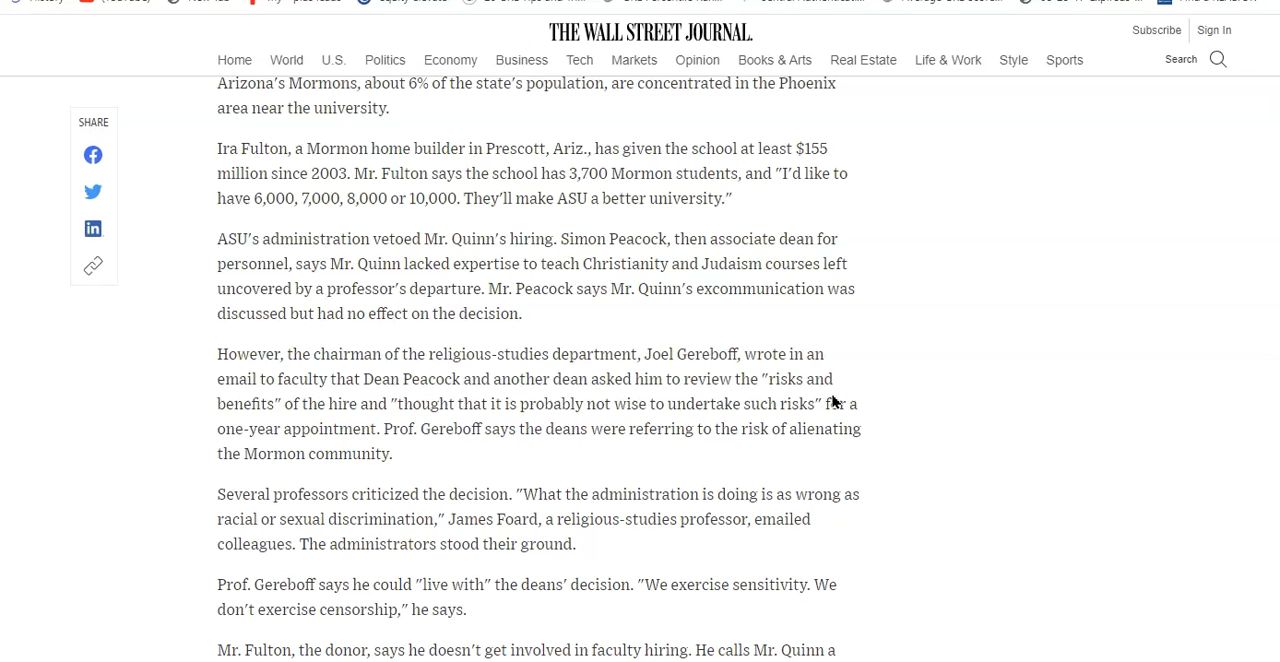 THE WALL STREET JOURNAL.
Subscribe
Sign In
Home World U.S. Politics Economy Business Tech Markets Opinion Books & Arts Real Estate Life & Work Style Sports
Search
SHARE
Arizona's Mormons, about 6% of the state's population, are concentrated in the Phoenix
area near the university.
Ira Fulton, a Mormon home builder in Prescott, Ariz., has given the school at least $155
million since 2003. Mr. Fulton says the school has 3,700 Mormon students, and "I'd like to
have 6,000, 7,000, 8,000 or 10,000. They'll make ASU a better university."
ASU's administration vetoed Mr. Quinn's hiring. Simon Peacock, then associate dean for
personnel, says Mr. Quinn lacked expertise to teach Christianity and Judaism courses left
uncovered by a professor's departure. Mr. Peacock says Mr. Quinn's excommunication was
discussed but had no effect on the decision.
However, the chairman of the religious-studies department, Joel Gereboff, wrote in an
email to faculty that Dean Peacock and another dean asked him to review the "risks and
benefits" of the hire and "thought that it is probably not wise to undertake such risks" for a
one-year appointment. Prof. Gereboff says the deans were referring to the risk of alienating
the Mormon community.
Several professors criticized the decision. "What the administration is doing is as wrong as
racial or sexual discrimination," James Foard, a religious-studies professor, emailed
colleagues. The administrators stood their ground.
Prof. Gereboff says he could "live with" the deans' decision. "We exercise sensitivity. We
don't exercise censorship," he says.
Mr. Fulton, the donor, says he doesn't get involved in faculty hiring. He calls Mr. Quinn a